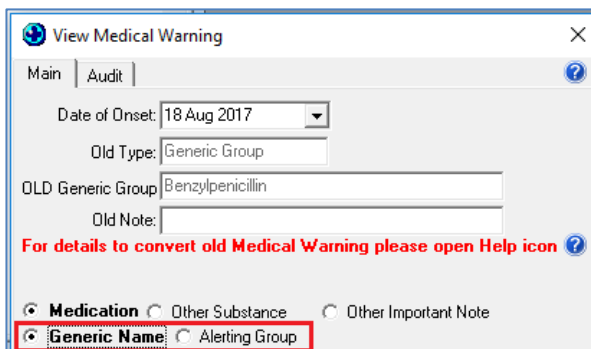 View Medical Warning
Main Audit
Date of Onset: 18 Aug 2017
Old Type: Generic Group
OLD Generic Group Benzylpenicillin
Old Note:
For details to convert old Medical Warning please open Help icon
Medication Other Substance Other Important Note
Generic Name Alerting Group